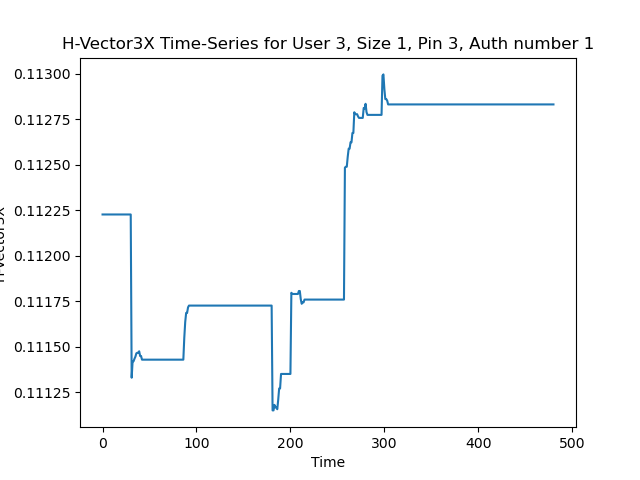 H-Vector3X Time-Series for User 3, Size 1, Pin 3, Auth number 1
0.11300
0.11275
0.11250
0.11225
0.11200
0.11175
0.11150
0.11125
H-Vector3X
0 100 200 300 400 500
Time